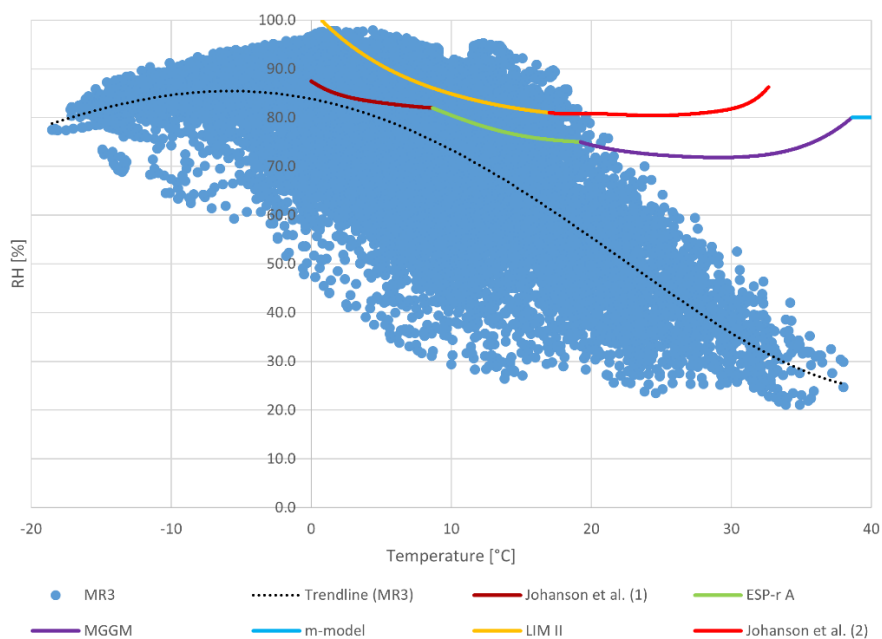 100.0
90.0
80.0
70.0
60.0
50.0
40.0
30.0
20.0
10.0
0.0
RH [%]
-20 -10 0 10 20 30 40
Temperature [°C]
MR3 Trendline (MR3) Johanson et al. (1) ESP-r A
MGGM m-model LIM II Johanson et al. (2)